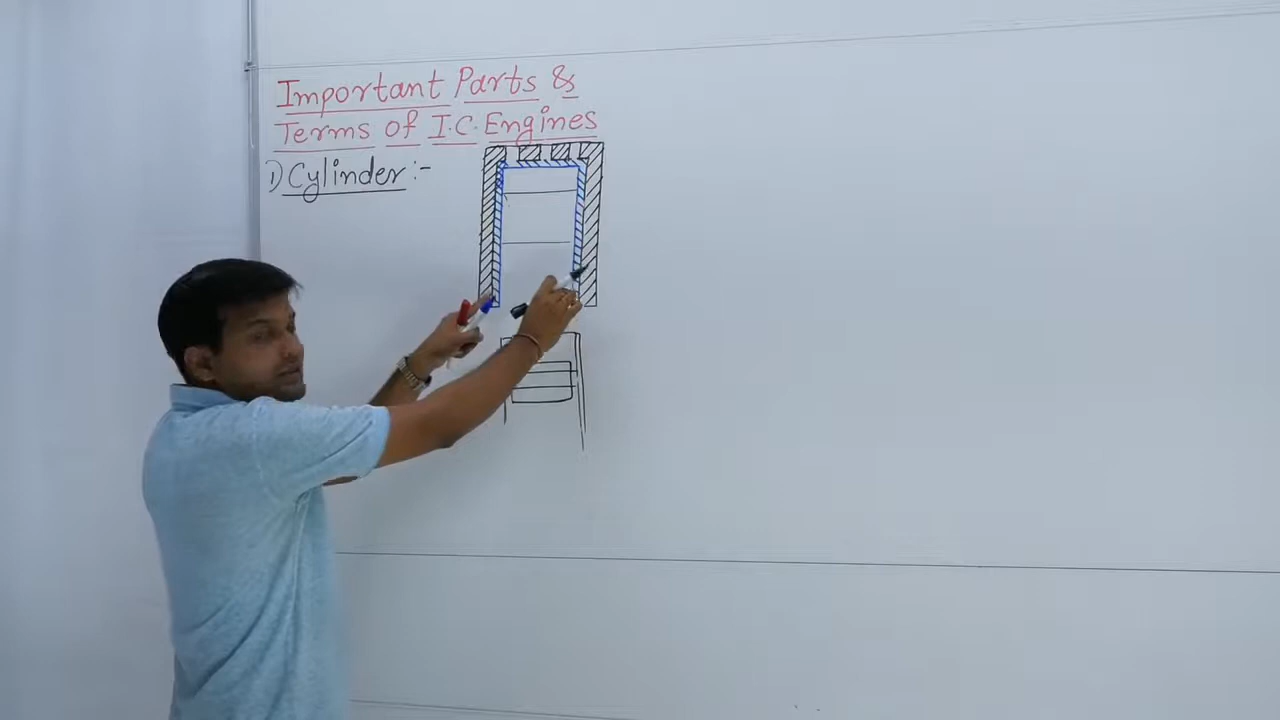 Important Parts &
Terms of I.C. Engines
1) Cylinder :-